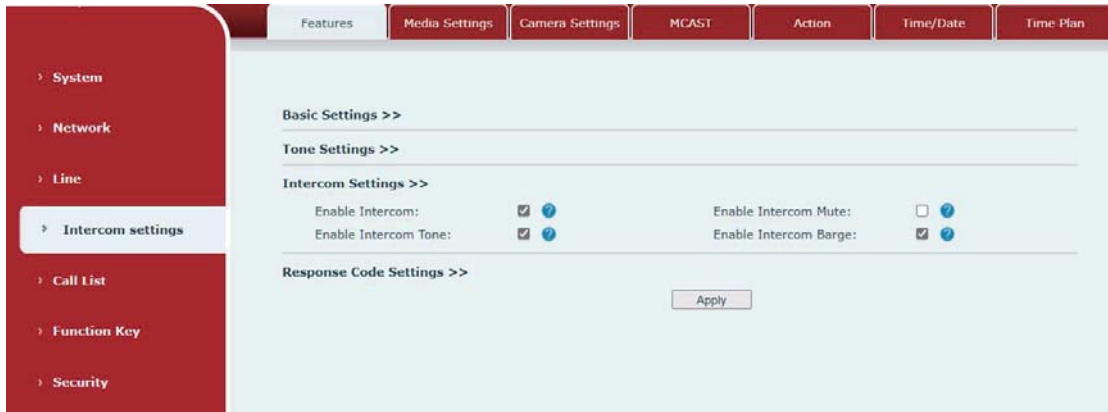 Features Media Settings Camera Settings MCAST Action Time/Date Time Plan
› System
› Network
› Line
› Intercom settings
› Call List
› Function Key
› Security
Basic Settings >>
Tone Settings >>
Intercom Settings >>
Enable Intercom: Enable Intercom Mute:
Enable Intercom Tone: Enable Intercom Barge:
Response Code Settings >>
Apply